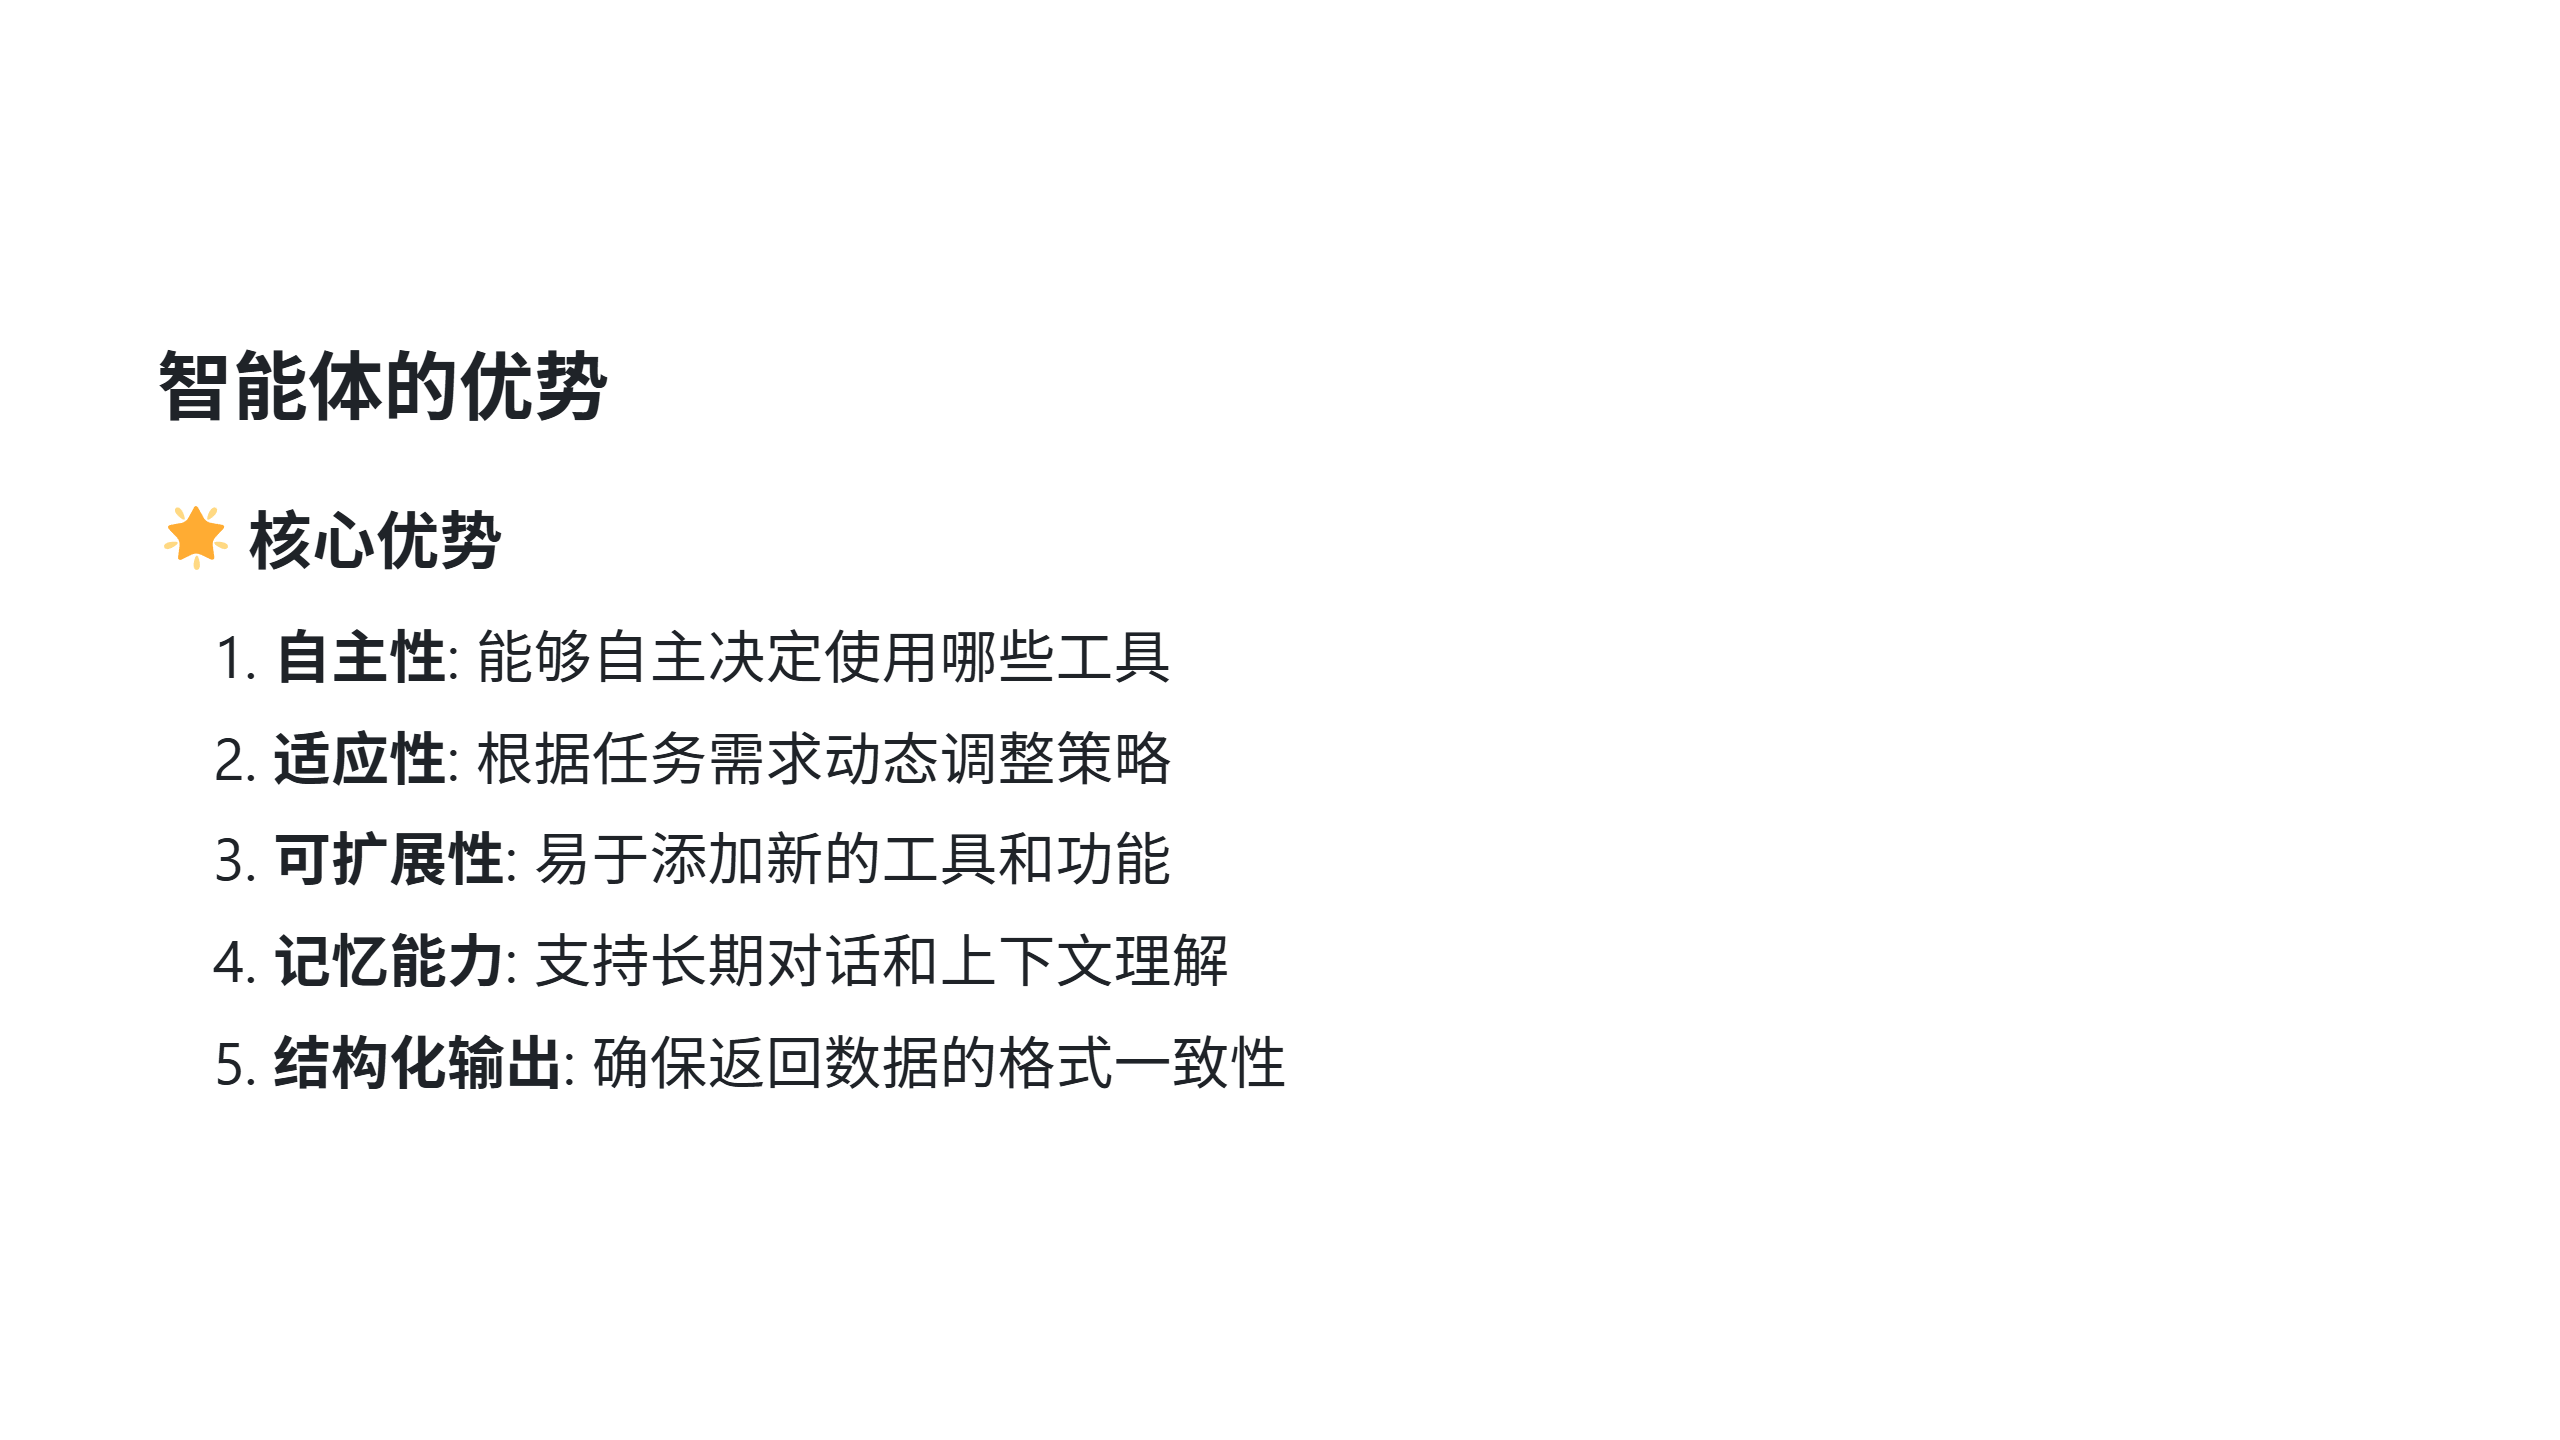 智能体的优势
🌟 核心优势
1. 自主性: 能够自主决定使用哪些工具
2. 适应性: 根据任务需求动态调整策略
3. 可扩展性: 易于添加新的工具和功能
4. 记忆能力: 支持长期对话和上下文理解
5. 结构化输出: 确保返回数据的格式一致性